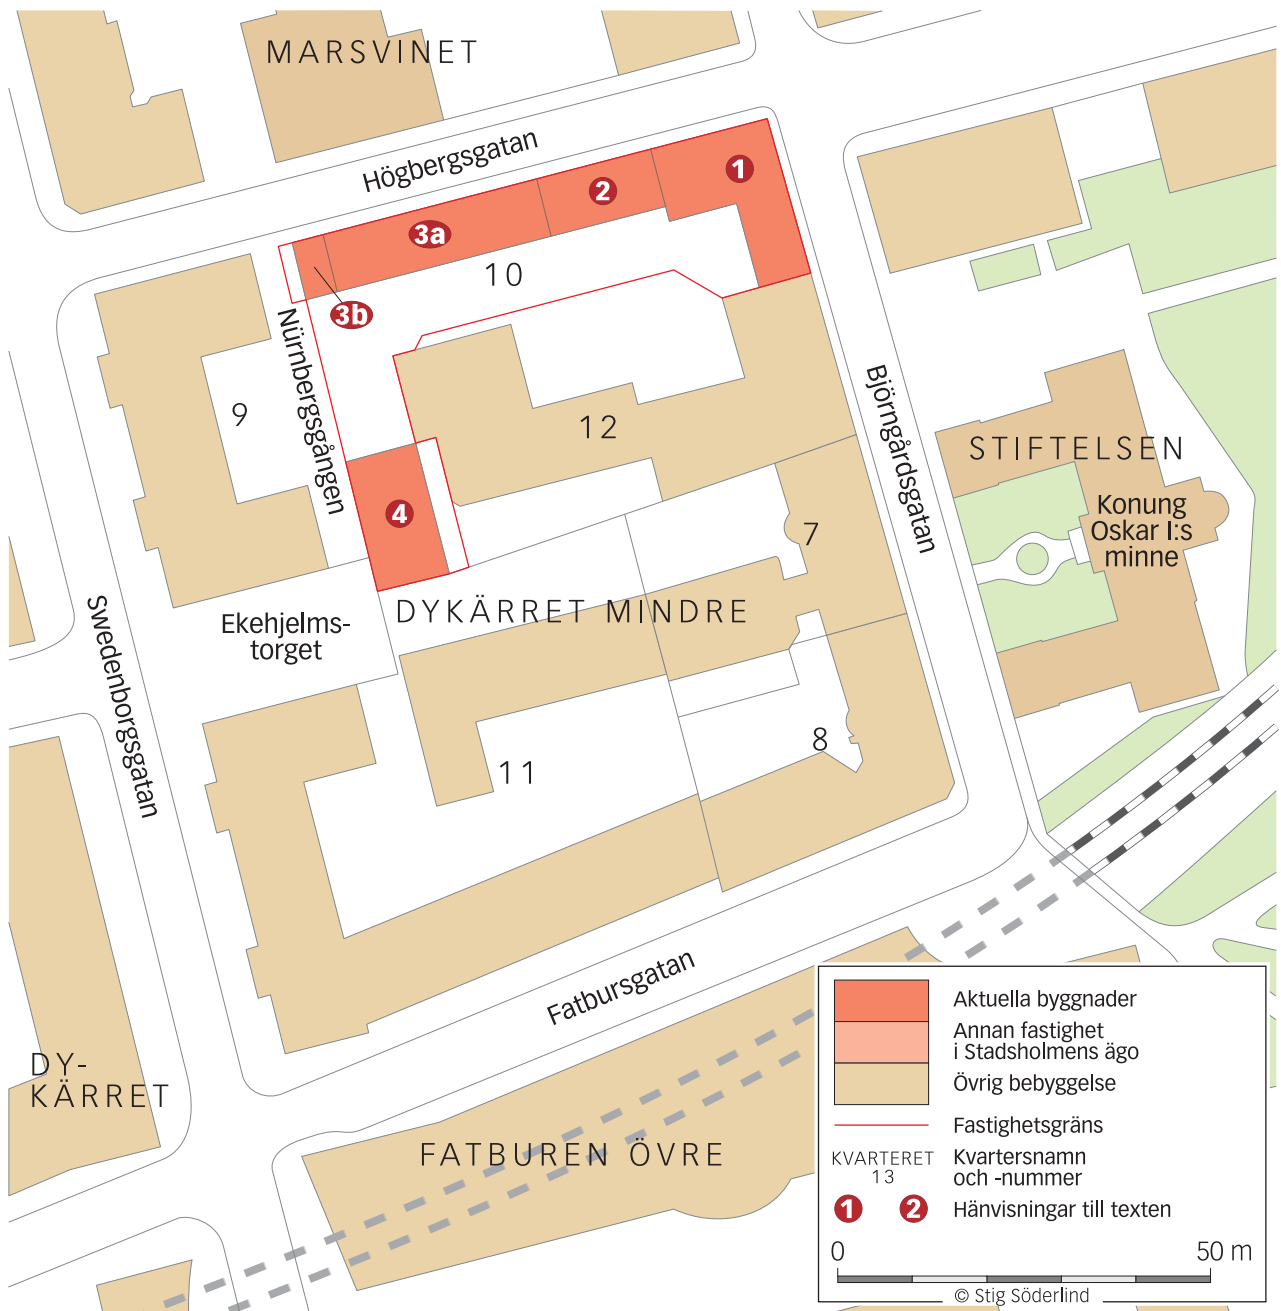 MARSVINET
Högbergsgatan
1
2
3a
10
3b
Nürnbergsgången
9
12
Björngårdsgatan
STIFTELSEN
Konung
Oskar I:s
minne
4
7
DYKÄRRET MINDRE
Ekehjelms-
torget
Swedenborgsgatan
8
11
Fatbursgatan
DY-
KÄRRET
FATBUREN ÖVRE
Aktuella byggnader
Annan fastighet
i Stadsholmens ägo
Övrig bebyggelse
Fastighetsgräns
KVARTERET
13
Kvartersnamn
och -nummer
1 2 Hänvisningar till texten
0 50 m
© Stig Söderlind